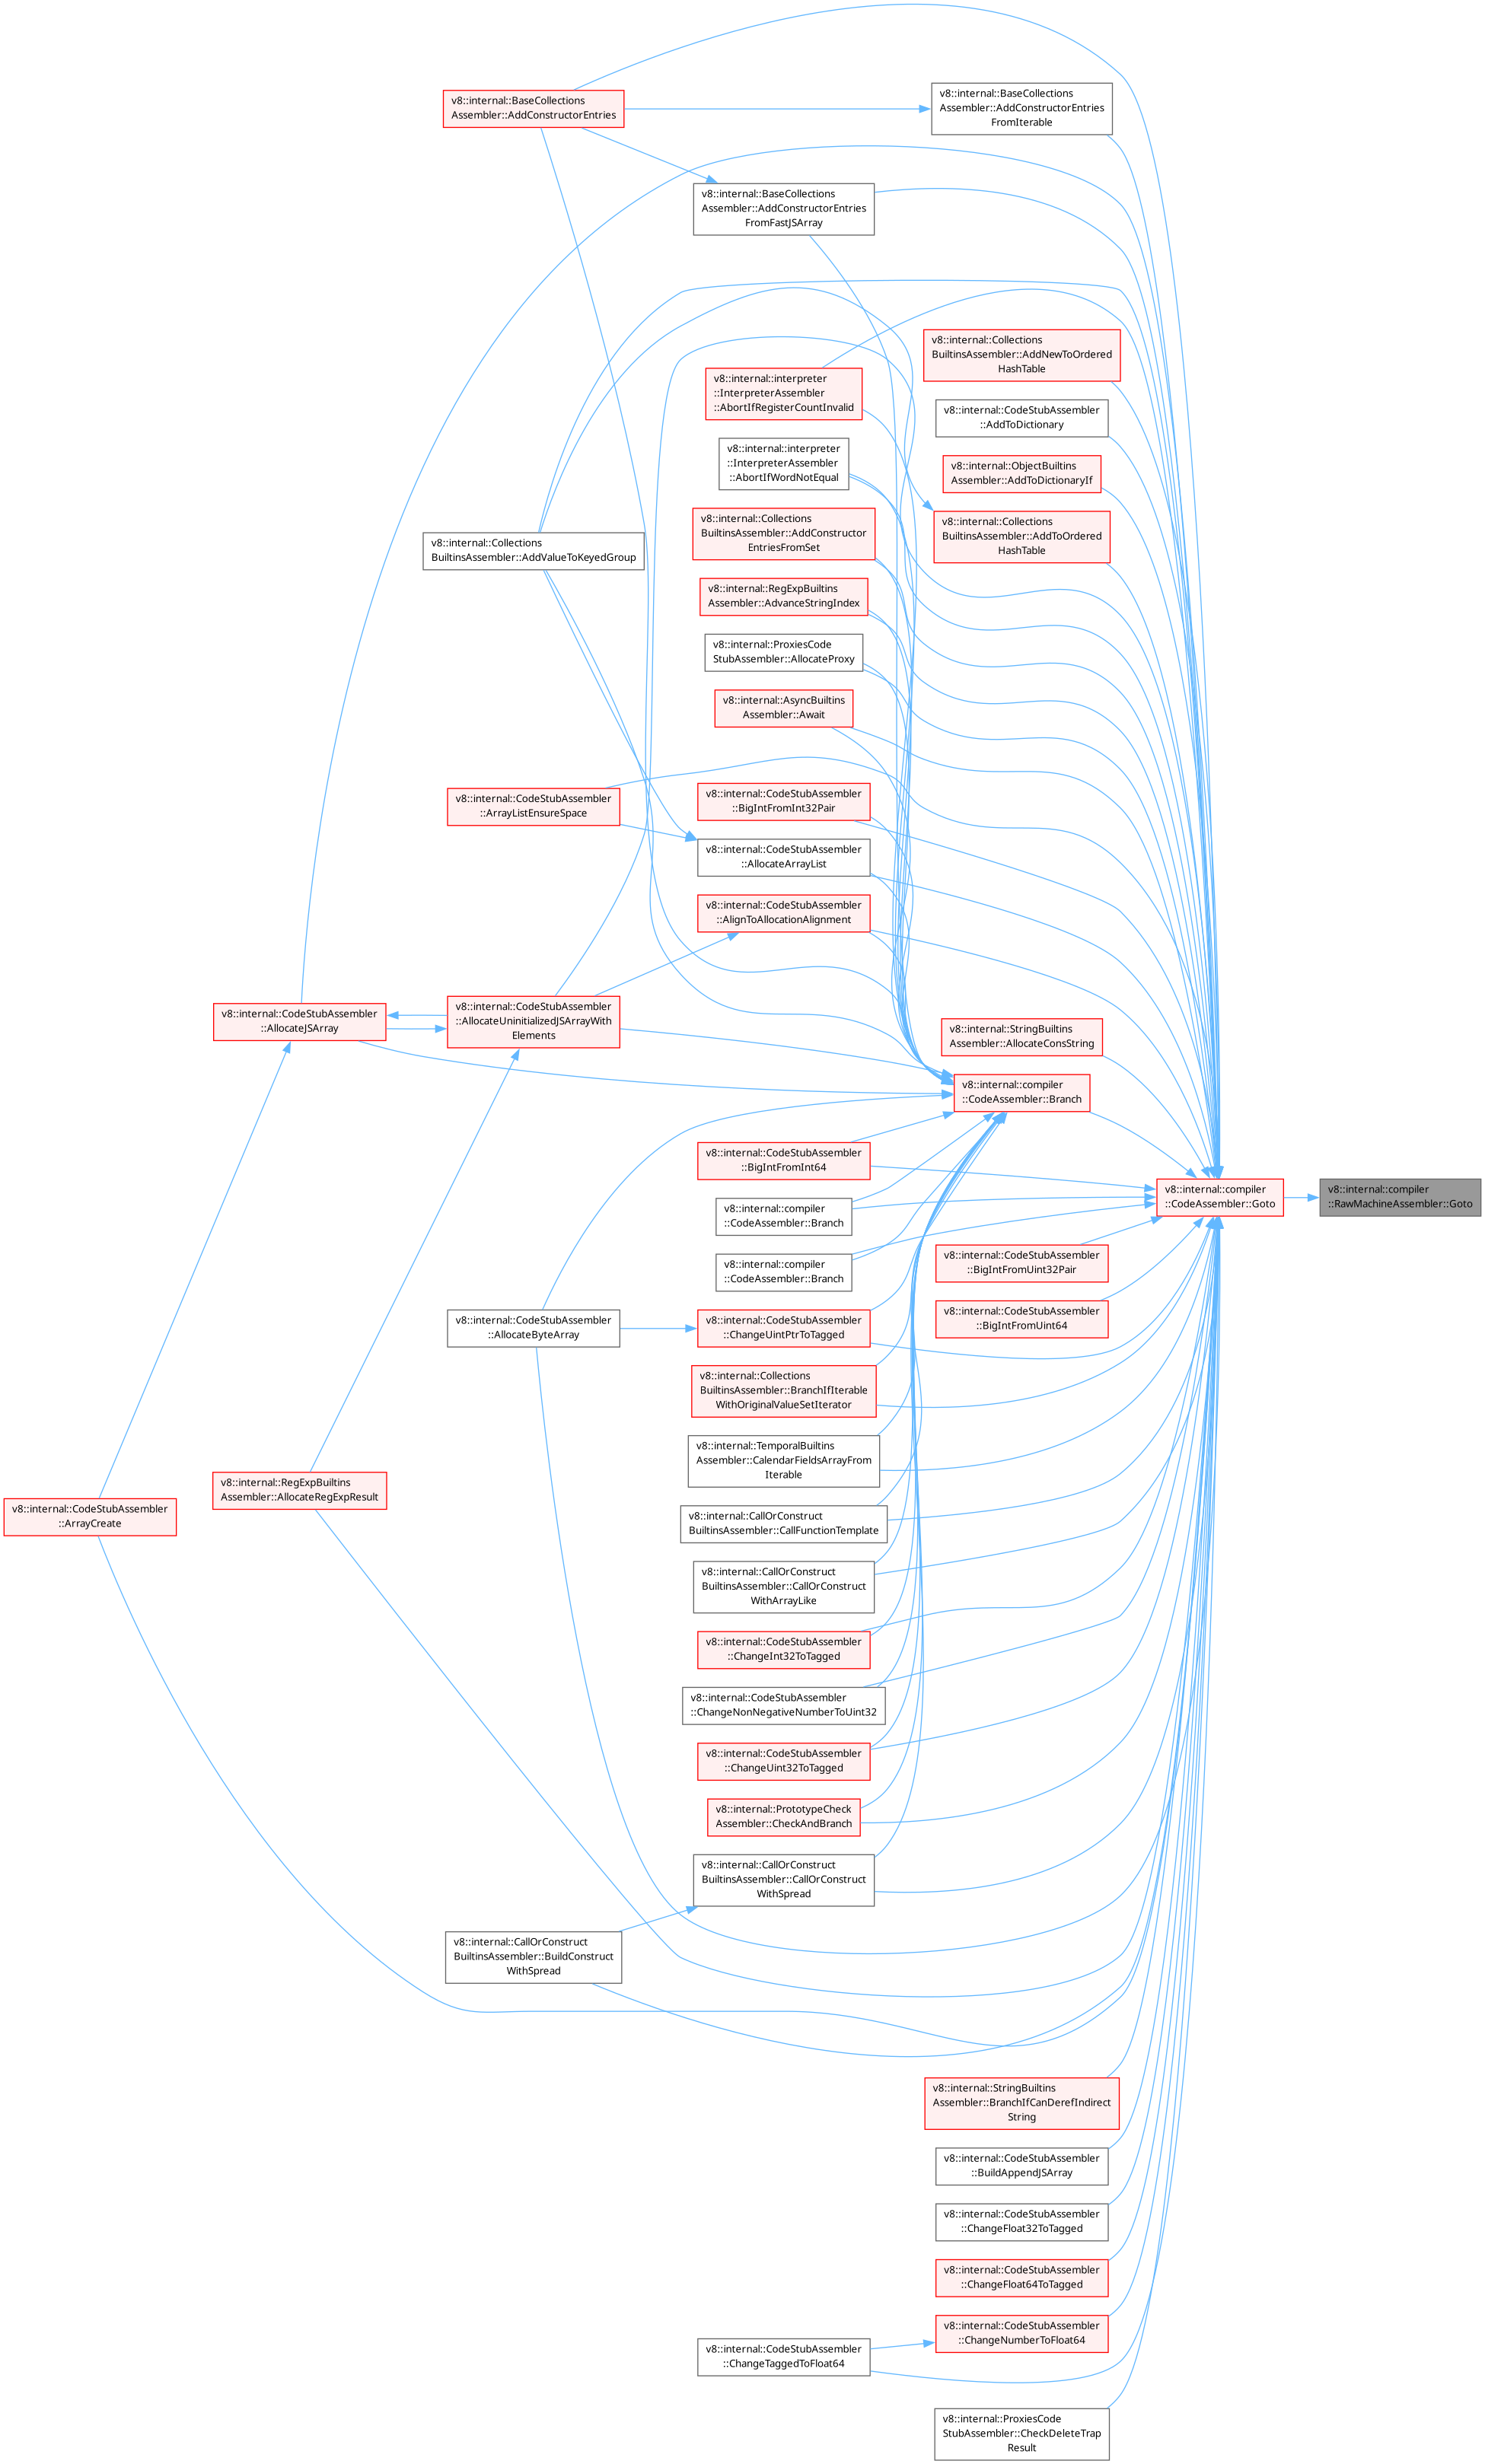 v8::internal::BaseCollections
Assembler::AddConstructorEntries
v8::internal::BaseCollections
Assembler::AddConstructorEntries
FromIterable
v8::internal::BaseCollections
Assembler::AddConstructorEntries
FromFastJSArray
v8::internal::Collections
BuiltinsAssembler::AddNewToOrdered
HashTable
v8::internal::interpreter
::InterpreterAssembler
::AbortIfRegisterCountInvalid
v8::internal::CodeStubAssembler
::AddToDictionary
v8::internal::interpreter
::InterpreterAssembler
::AbortIfWordNotEqual
v8::internal::ObjectBuiltins
Assembler::AddToDictionaryIf
v8::internal::Collections
BuiltinsAssembler::AddValueToKeyedGroup
v8::internal::Collections
BuiltinsAssembler::AddConstructor
EntriesFromSet
v8::internal::Collections
BuiltinsAssembler::AddToOrdered
HashTable
v8::internal::RegExpBuiltins
Assembler::AdvanceStringIndex
v8::internal::ProxiesCode
StubAssembler::AllocateProxy
v8::internal::AsyncBuiltins
Assembler::Await
v8::internal::CodeStubAssembler
::ArrayListEnsureSpace
v8::internal::CodeStubAssembler
::BigIntFromInt32Pair
v8::internal::CodeStubAssembler
::AllocateArrayList
v8::internal::CodeStubAssembler
::AlignToAllocationAlignment
v8::internal::CodeStubAssembler
::AllocateJSArray
v8::internal::CodeStubAssembler
::AllocateUninitializedJSArrayWith
Elements
v8::internal::StringBuiltins
Assembler::AllocateConsString
v8::internal::compiler
::CodeAssembler::Branch
v8::internal::CodeStubAssembler
::BigIntFromInt64
v8::internal::compiler
::CodeAssembler::Goto
v8::internal::compiler
::RawMachineAssembler::Goto
v8::internal::compiler
::CodeAssembler::Branch
v8::internal::compiler
::CodeAssembler::Branch
v8::internal::CodeStubAssembler
::BigIntFromUint32Pair
v8::internal::CodeStubAssembler
::BigIntFromUint64
v8::internal::CodeStubAssembler
::AllocateByteArray
v8::internal::CodeStubAssembler
::ChangeUintPtrToTagged
v8::internal::Collections
BuiltinsAssembler::BranchIfIterable
WithOriginalValueSetIterator
v8::internal::TemporalBuiltins
Assembler::CalendarFieldsArrayFrom
Iterable
v8::internal::RegExpBuiltins
Assembler::AllocateRegExpResult
v8::internal::CodeStubAssembler
::ArrayCreate
v8::internal::CallOrConstruct
BuiltinsAssembler::CallFunctionTemplate
v8::internal::CallOrConstruct
BuiltinsAssembler::CallOrConstruct
WithArrayLike
v8::internal::CodeStubAssembler
::ChangeInt32ToTagged
v8::internal::CodeStubAssembler
::ChangeNonNegativeNumberToUint32
v8::internal::CodeStubAssembler
::ChangeUint32ToTagged
v8::internal::PrototypeCheck
Assembler::CheckAndBranch
v8::internal::CallOrConstruct
BuiltinsAssembler::CallOrConstruct
WithSpread
v8::internal::CallOrConstruct
BuiltinsAssembler::BuildConstruct
WithSpread
v8::internal::StringBuiltins
Assembler::BranchIfCanDerefIndirect
String
v8::internal::CodeStubAssembler
::BuildAppendJSArray
v8::internal::CodeStubAssembler
::ChangeFloat32ToTagged
v8::internal::CodeStubAssembler
::ChangeFloat64ToTagged
v8::internal::CodeStubAssembler
::ChangeNumberToFloat64
v8::internal::CodeStubAssembler
::ChangeTaggedToFloat64
v8::internal::ProxiesCode
StubAssembler::CheckDeleteTrap
Result